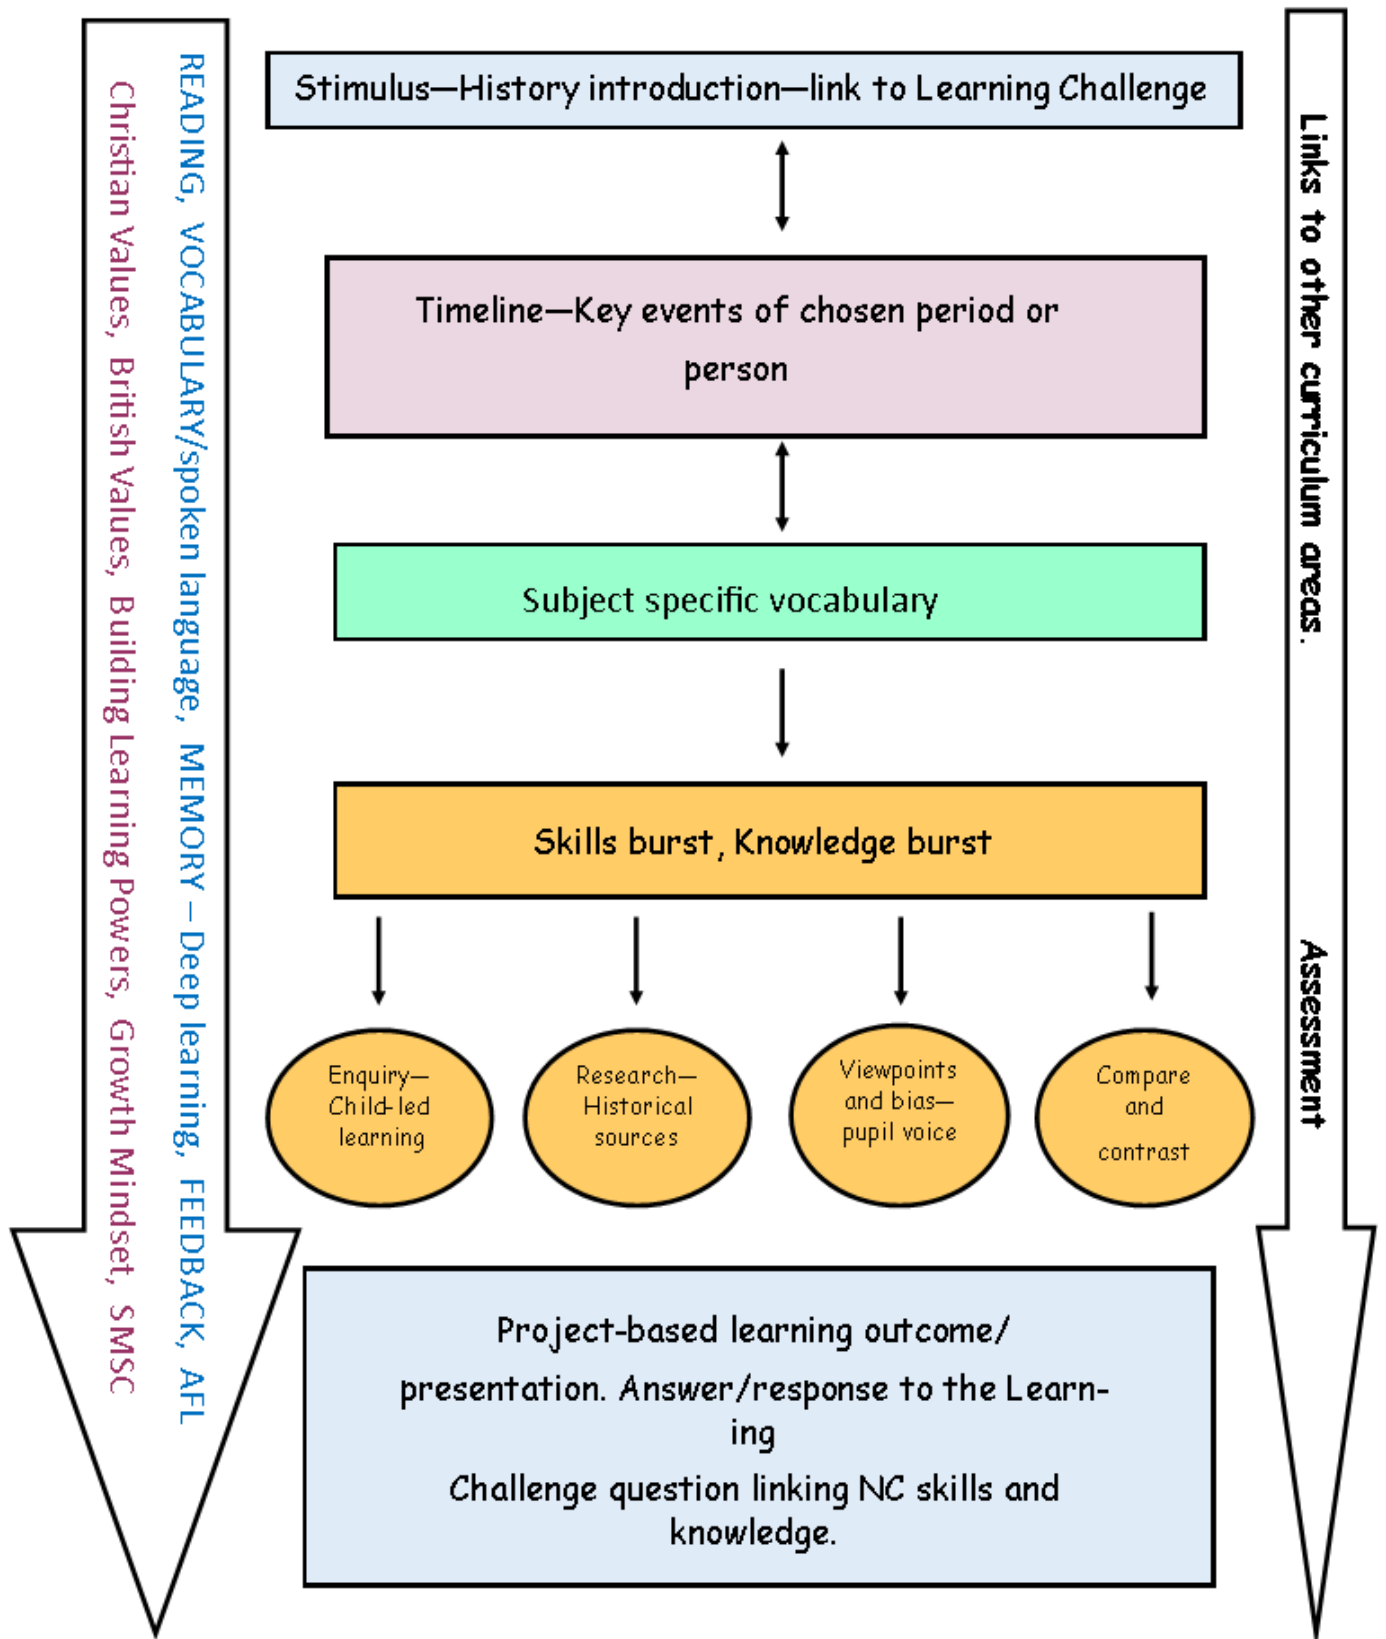 Stimulus—History introduction—link to Learning Challenge
Timeline—Key events of chosen period or
person
Subject specific vocabulary
Skills burst, Knowledge burst
Enquiry—
Child-led
learning
Research—
Historical
sources
Viewpoints
and bias—
pupil voice
Compare
and
contrast
Project-based learning outcome/
presentation. Answer/response to the Learn-
ing
Challenge question linking NC skills and
knowledge.
READING, VOCABULARY/spoken language, MEMORY – Deep learning, FEEDBACK, AFL
Christian Values, British Values, Building Learning Powers, Growth Mindset, SMSC
Links to other curriculum areas. Assessment